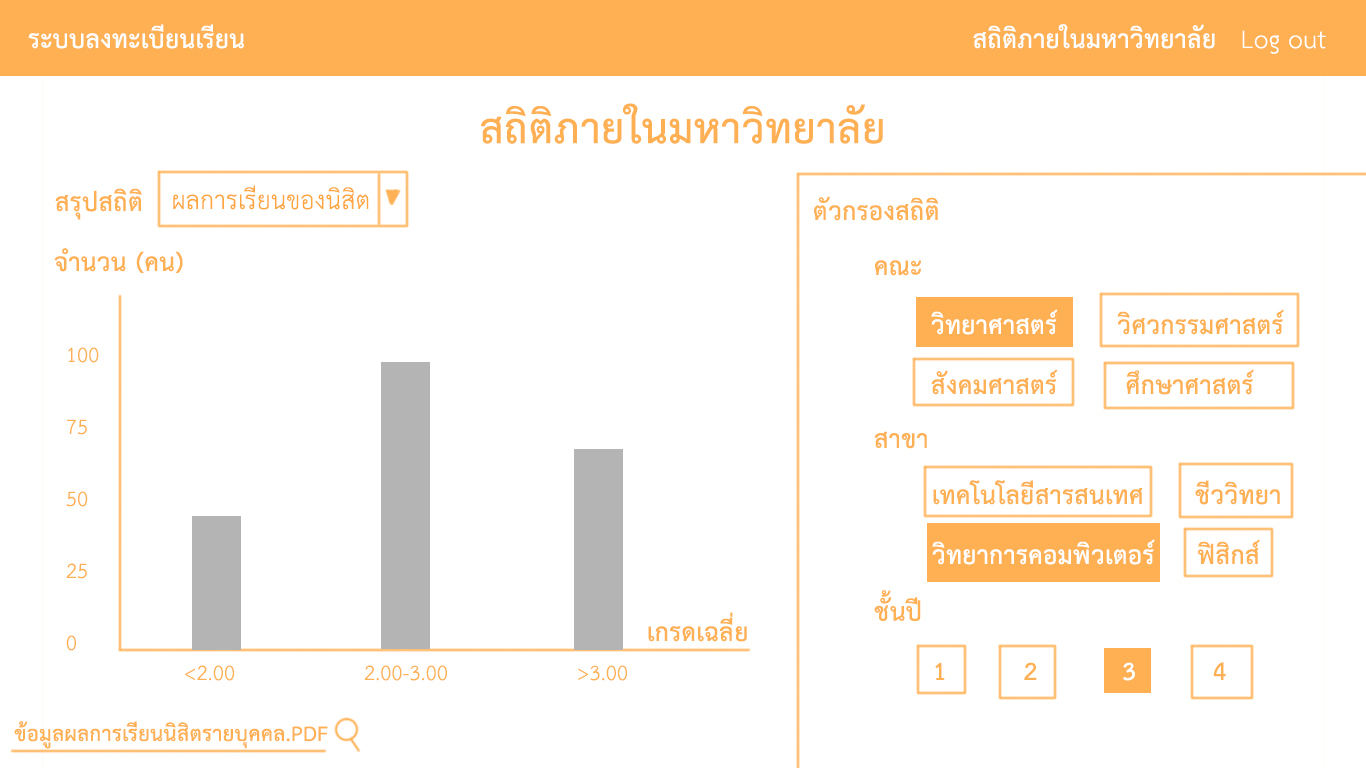 ระบบลงทะเบียนเรียน
สถิติภายในมหาวิทยาลัย Log out
สถิติภายในมหาวิทยาลัย
สรุปสถิติ ผลการเรียนของนิสิต
จำนวน (คน)
100
75
50
25
0
เกรดเฉลี่ย
<2.00 2.00-3.00 >3.00
ข้อมูลผลการเรียนนิสิตรายบุคคล.PDF
ตัวกรองสถิติ
คณะ
วิทยาศาสตร์ วิศวกรรมศาสตร์
สังคมศาสตร์ ศึกษาศาสตร์
สาขา
เทคโนโลยีสารสนเทศ ชีววิทยา
วิทยาการคอมพิวเตอร์ ฟิสิกส์
ชั้นปี
1 2 3 4